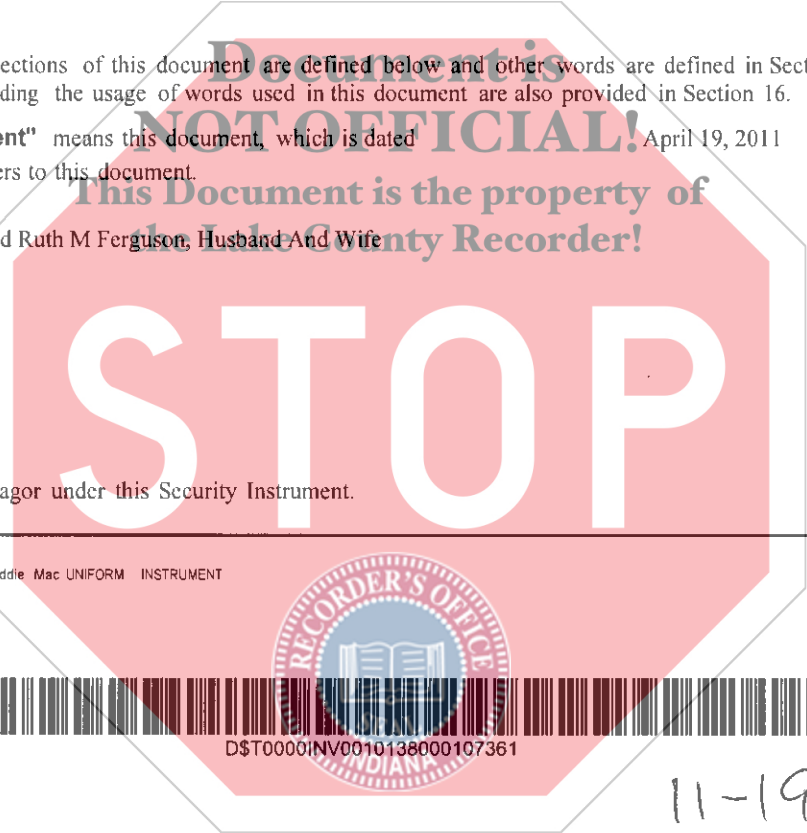 ections of this document are defined below and other words are defined in Sect
ding the usage of words used in this document are also provided in Section 16.
Document is
ent" means this document, which is dated April 19, 2011
NOT OFFICIAL!
ers to this document.
This Document is the property of
d Ruth M Ferguson, Husband And Wife
the Lake County Recorder!
STOP
agor under this Security Instrument.
ddie Mac UNIFORM INSTRUMENT
RECORDER'S OFFICE
SEAL
INDIANA
D$T0000INV0010138000107361
11-19